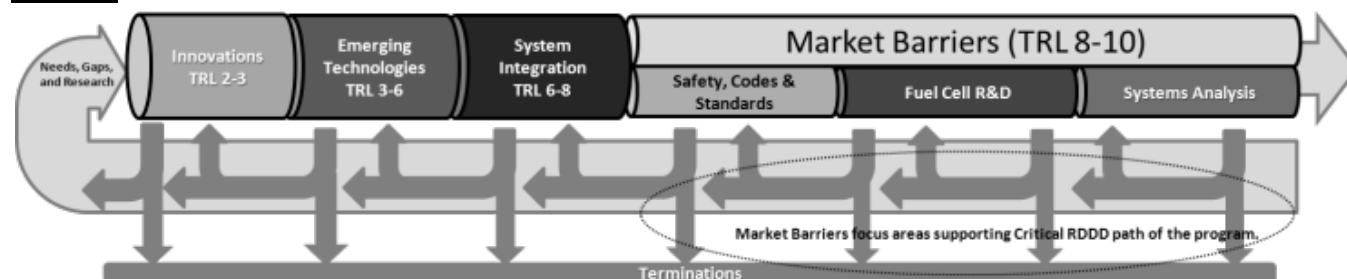 Needs, Gaps,
and Research
Innovations
TRL 2-3
Emerging
Technologies
TRL 3-6
System
Integration
TRL 6-8
Market Barriers (TRL 8-10)
Safety, Codes &
Standards
Fuel Cell R&D
Systems Analysis
Market Barriers focus areas supporting Critical RDDD path of the program.
Terminations